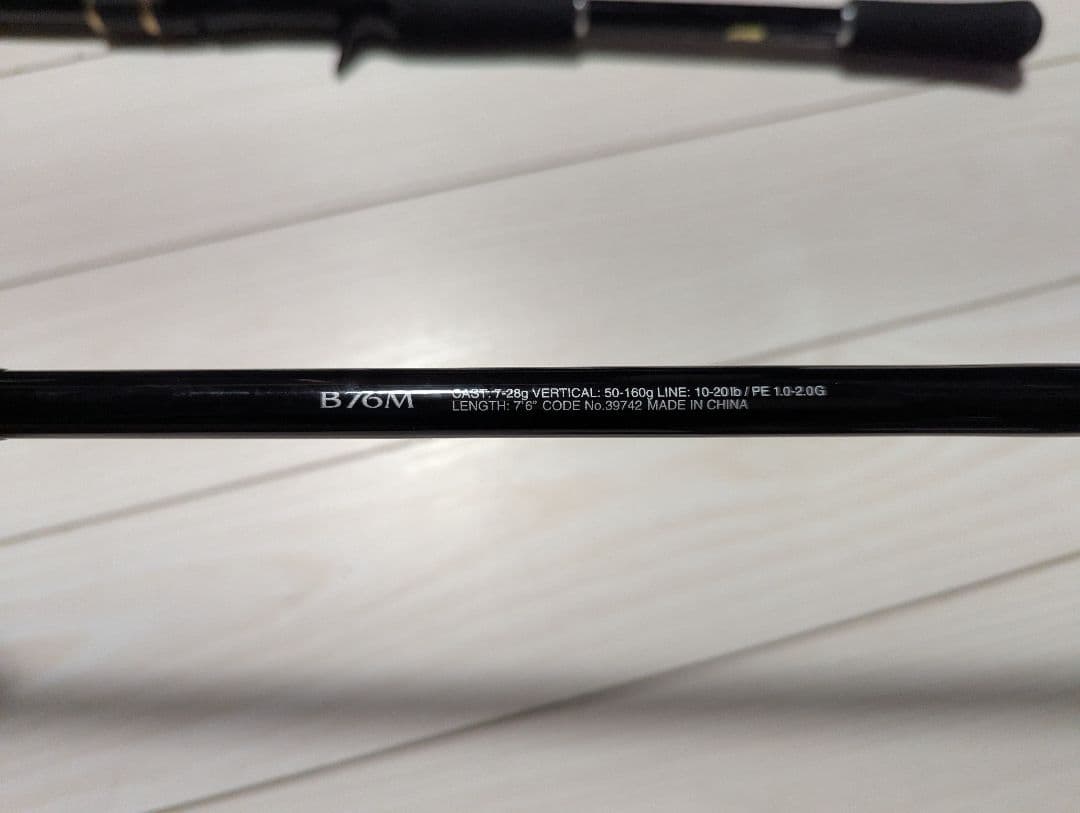 B76M
CAST: 7-28g VERTICAL: 50-160g LINE: 10-20lb / PE 1.0-2.0G
LENGTH: 7'6" CODE No.39742 MADE IN CHINA